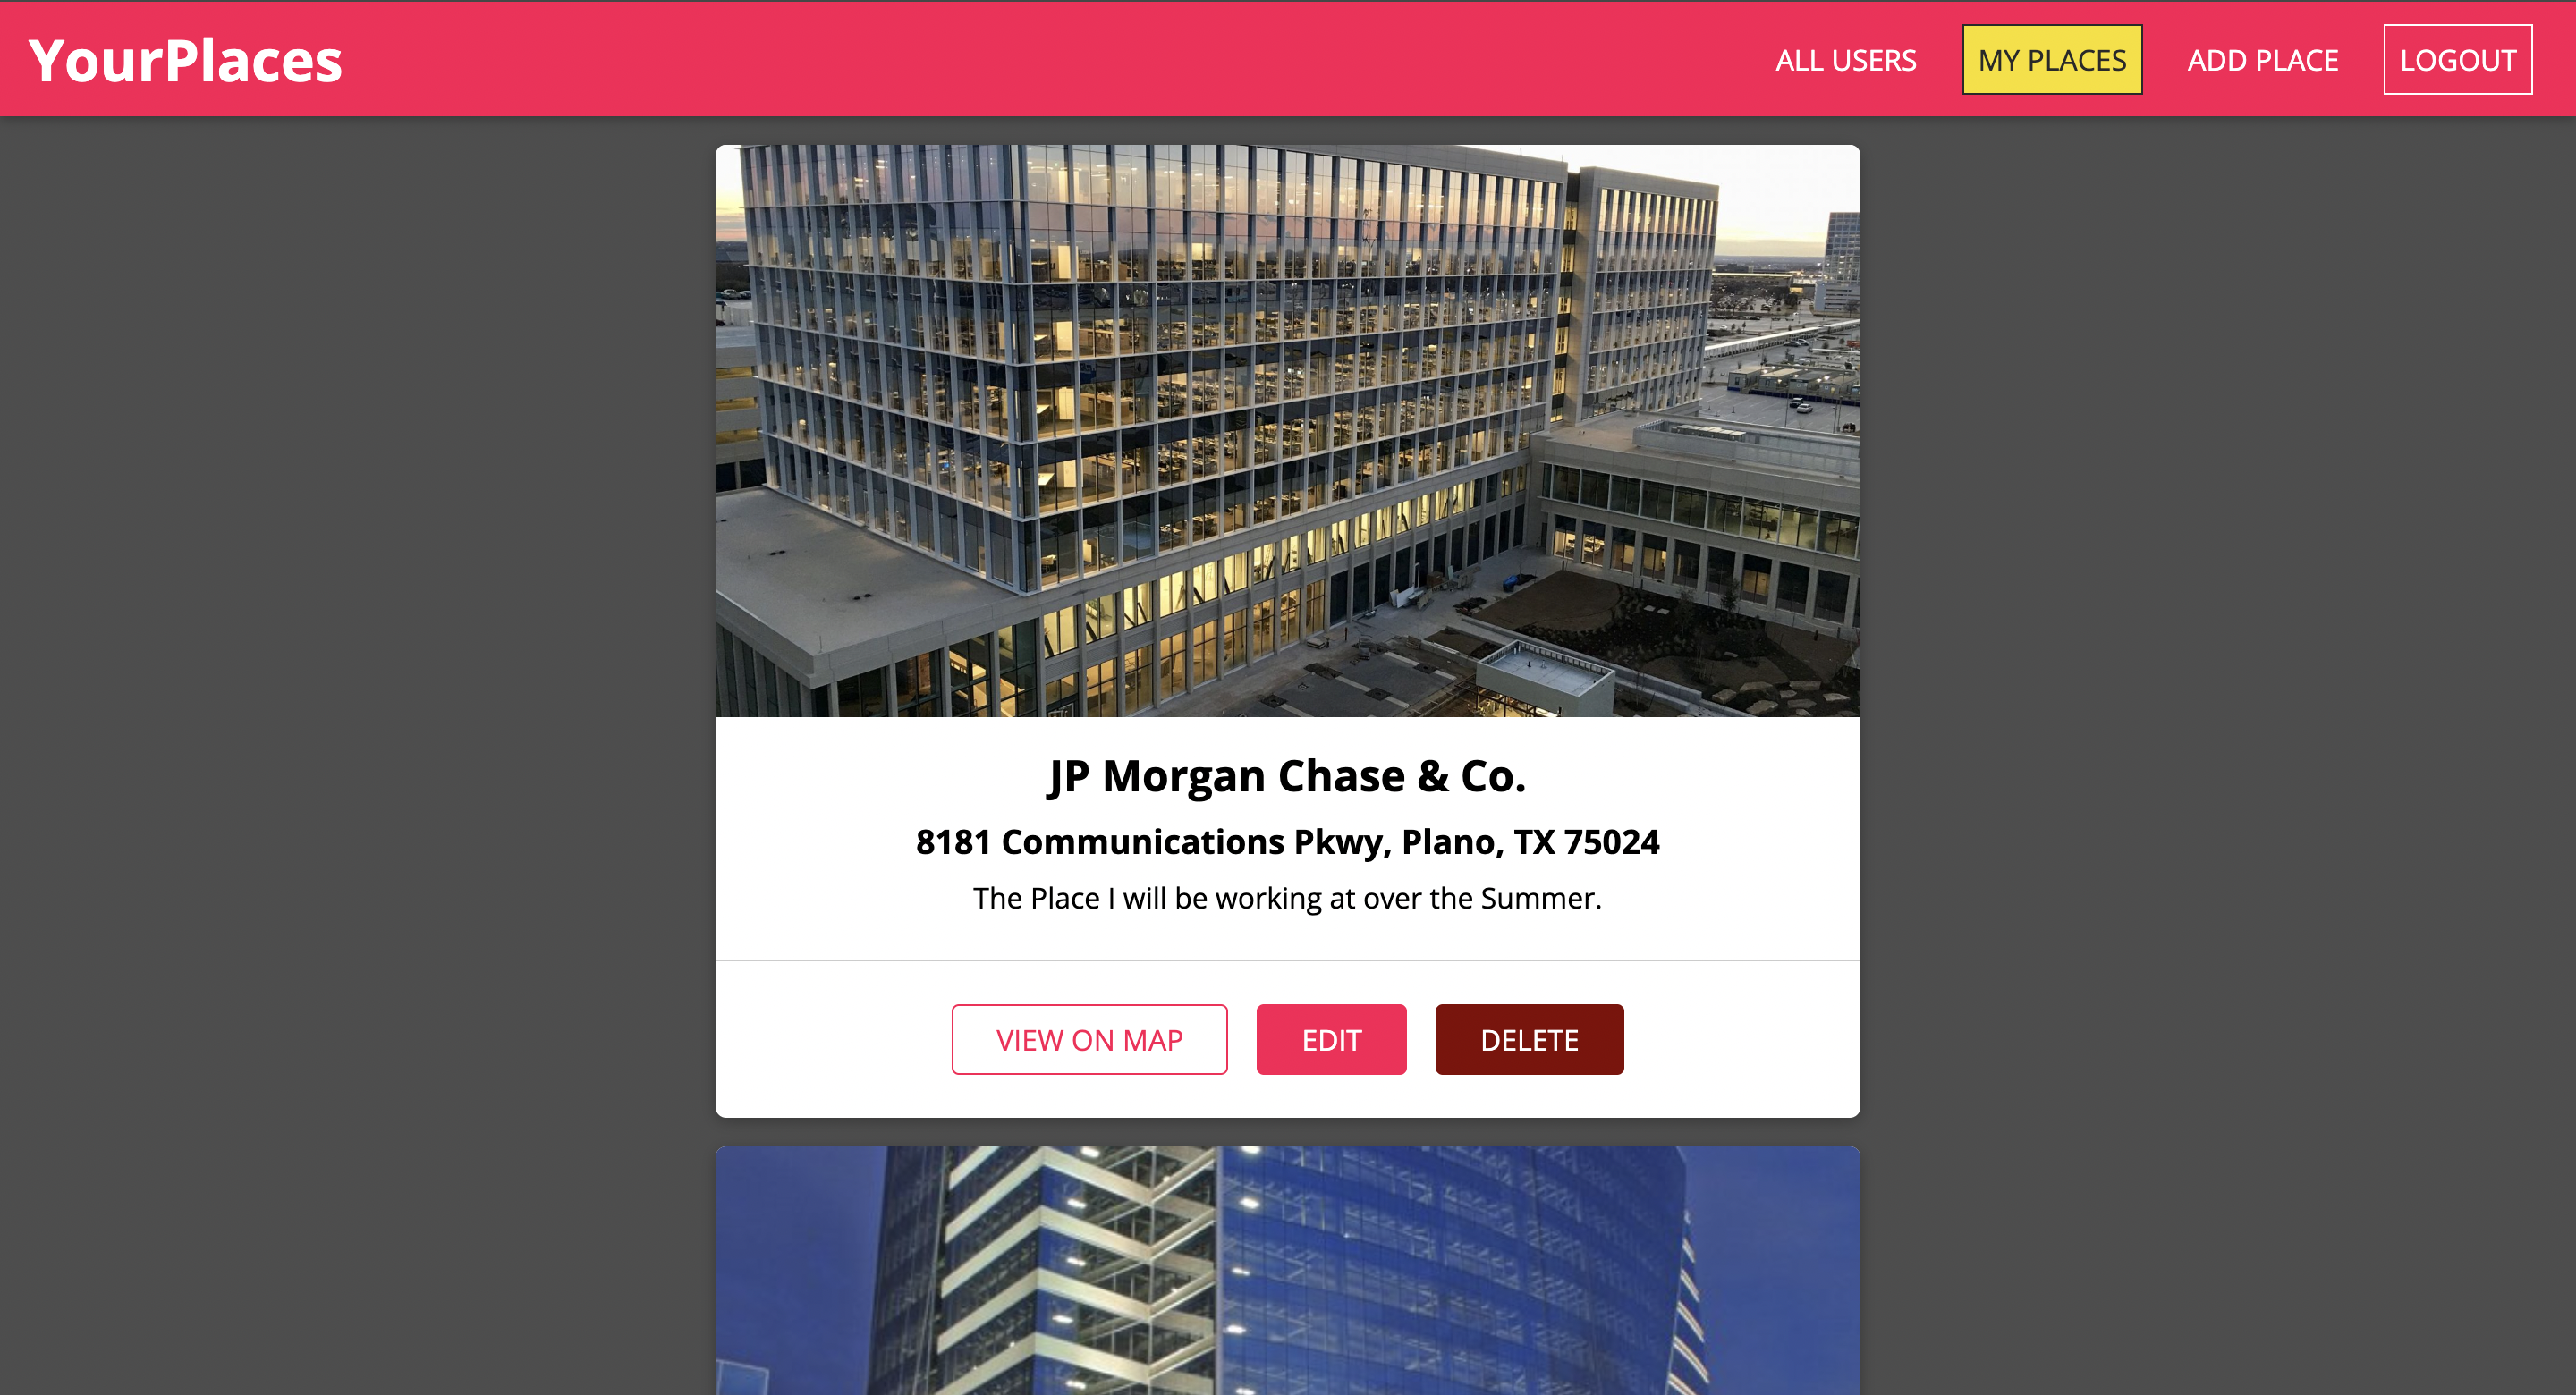 YourPlaces
ALL USERS
MY PLACES
ADD PLACE
LOGOUT
JP Morgan Chase & Co.
8181 Communications Pkwy, Plano, TX 75024
The Place I will be working at over the Summer.
VIEW ON MAP
EDIT
DELETE